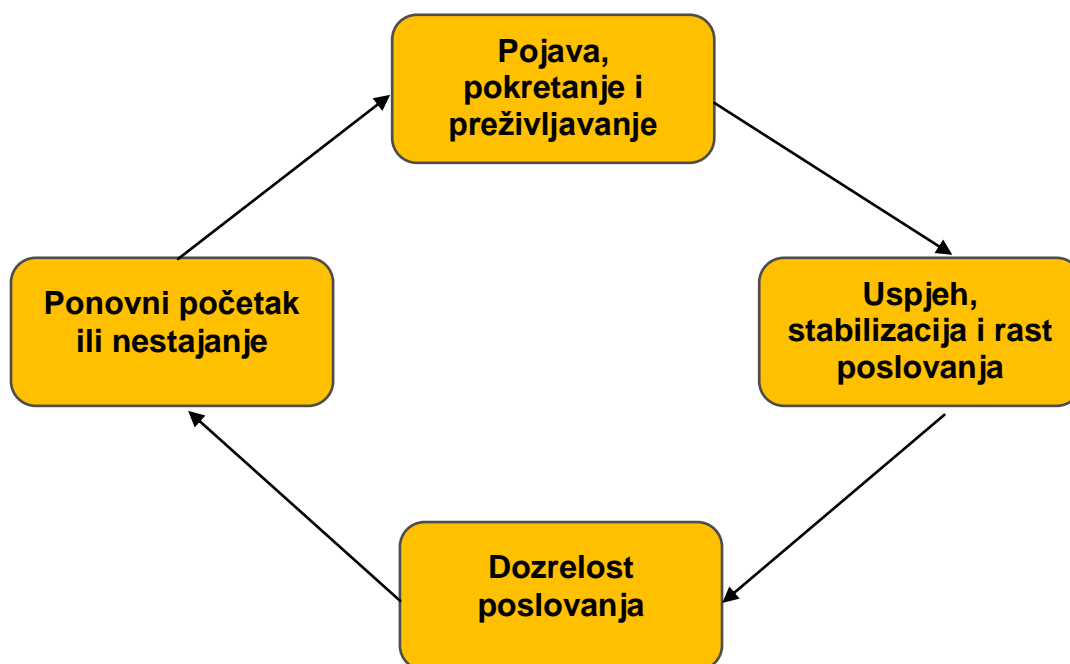 Pojava,
pokretanje i
preživljavanje
Uspjeh,
stabilizacija i rast
poslovanja
Dozrelost
poslovanja
Ponovni početak
ili nestajanje